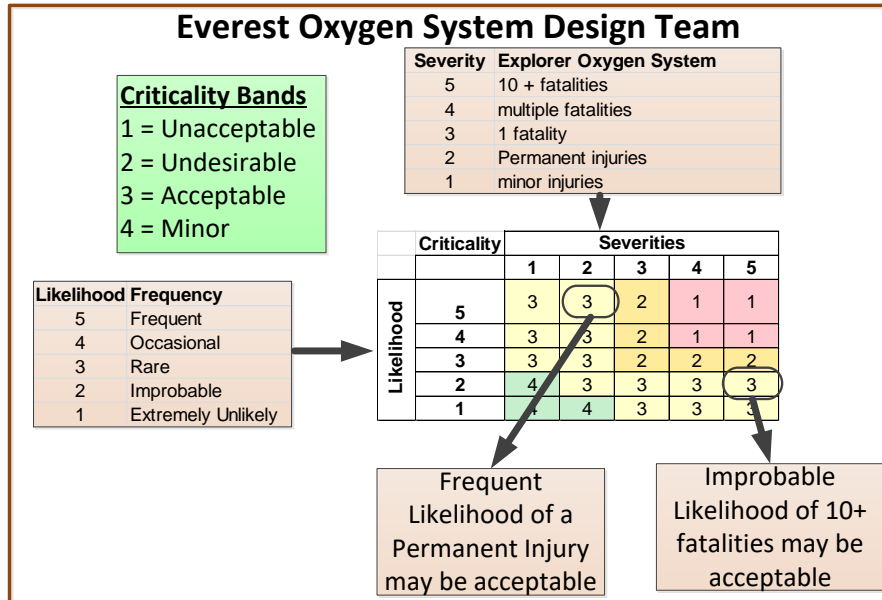 Everest Oxygen System Design Team
Severity Explorer Oxygen System
5 10 + fatalities
4 multiple fatalities
3 1 fatality
2 Permanent injuries
1 minor injuries
Criticality Bands
1 = Unacceptable
2 = Undesirable
3 = Acceptable
4 = Minor
Likelihood Frequency
5 Frequent
4 Occasional
3 Rare
2 Improbable
1 Extremely Unlikely
Criticality Severities
1 2 3 4 5
Likelihood
5 3 3 2 1 1
4 3 3 2 1 1
3 3 3 2 2 2
2 4 3 3 3 3
1 4 4 3 3 3
Frequent
Likelihood of a
Permanent Injury
may be acceptable
Improbable
Likelihood of 10+
fatalities may be
acceptable